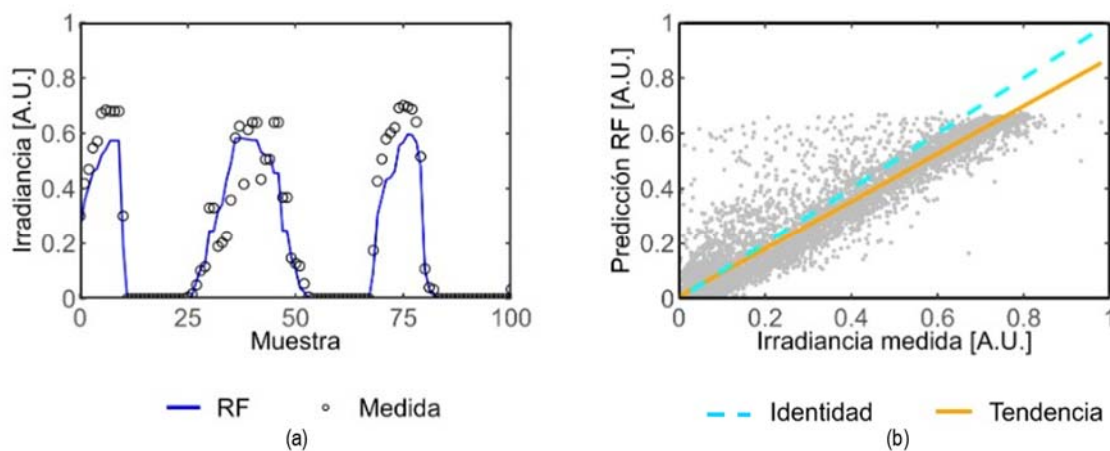 Irradiancia [A.U.]
1
0.8
0.6
0.4
0.2
0
0 25 50 75 100
Muestra
RF Medida
(a)
Predicción RF [A.U.]
1
0.8
0.6
0.4
0.2
0
0 0.2 0.4 0.6 0.8 1
Irradiancia medida [A.U.]
Identidad Tendencia
(b)